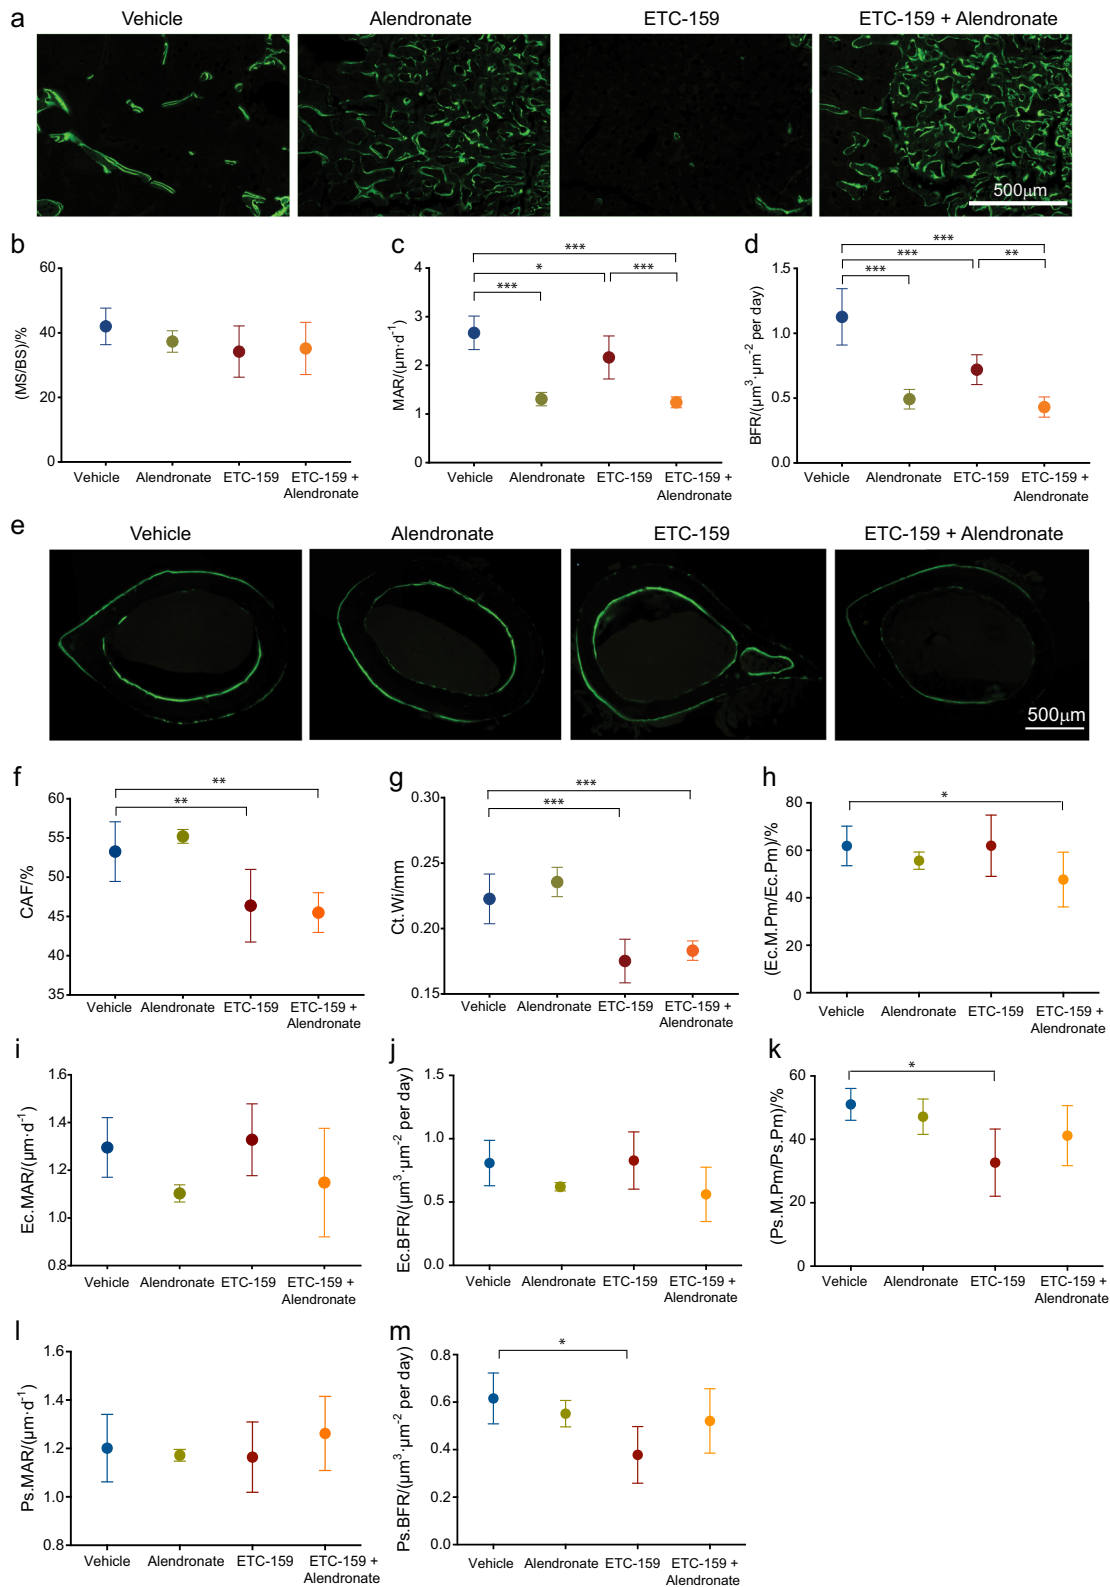 a
Vehicle Alendronate ETC-159 ETC-159 + Alendronate
500μm
b c d
(MS/BS)/%
60
40
20
0
Vehicle Alendronate ETC-159 ETC-159 +
Alendronate
MAR/(μm·d⁻¹)
4
3
2
1
0
***
*
***
***
Vehicle Alendronate ETC-159 ETC-159 +
Alendronate
BFR/(μm³·μm⁻² per day)
1.5
1.0
0.5
0.0
***
***
**
***
Vehicle Alendronate ETC-159 ETC-159 +
Alendronate
e
Vehicle Alendronate ETC-159 ETC-159 + Alendronate
500μm
f g h
CAF/%
60
55
50
45
40
35
**
**
Vehicle Alendronate ETC-159 ETC-159 +
Alendronate
Ct.Wi/mm
0.30
0.25
0.20
0.15
***
***
Vehicle Alendronate ETC-159 ETC-159 +
Alendronate
(Ec.M.Pm/Ec.Pm)/%
80
60
40
20
0
*
Vehicle Alendronate ETC-159 ETC-159 +
Alendronate
i j k
Ec.MAR/(μm·d⁻¹)
1.6
1.4
1.2
1.0
0.8
Vehicle Alendronate ETC-159 ETC-159 +
Alendronate
Ec.BFR/(μm³·μm⁻² per day)
1.5
1.0
0.5
0.0
Vehicle Alendronate ETC-159 ETC-159 +
Alendronate
(Ps.M.Pm/Ps.Pm)/%
60
40
20
0
*
Vehicle Alendronate ETC-159 ETC-159 +
Alendronate
l m
Ps.MAR/(μm·d⁻¹)
1.6
1.4
1.2
1.0
0.8
Vehicle Alendronate ETC-159 ETC-159 +
Alendronate
Ps.BFR/(μm³·μm⁻² per day)
0.8
0.6
0.4
0.2
0.0
*
Vehicle Alendronate ETC-159 ETC-159 +
Alendronate